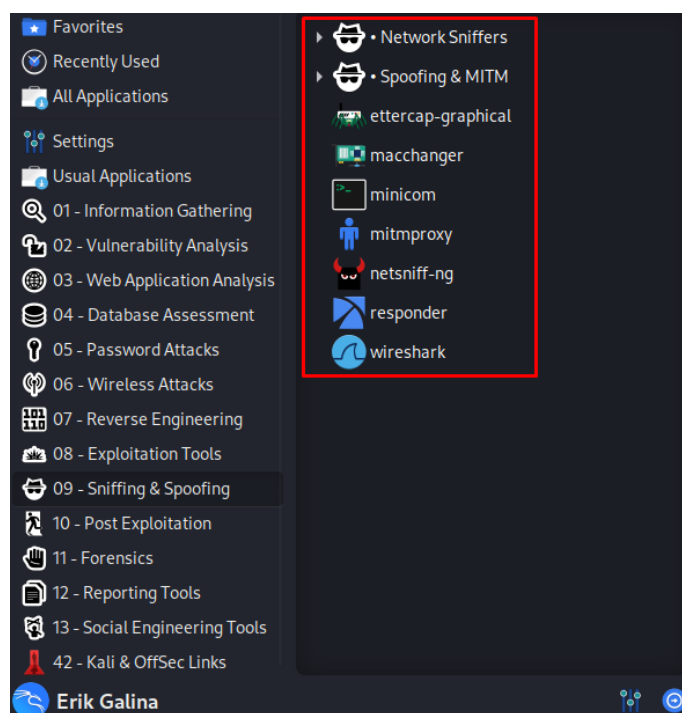 Favorites
Recently Used
All Applications
Settings
Usual Applications
01 - Information Gathering
02 - Vulnerability Analysis
03 - Web Application Analysis
04 - Database Assessment
05 - Password Attacks
06 - Wireless Attacks
07 - Reverse Engineering
08 - Exploitation Tools
09 - Sniffing & Spoofing
10 - Post Exploitation
11 - Forensics
12 - Reporting Tools
13 - Social Engineering Tools
42 - Kali & OffSec Links
Erik Galina
• Network Sniffers
• Spoofing & MITM
ettercap-graphical
macchanger
minicom
mitmproxy
netsniff-ng
responder
wireshark